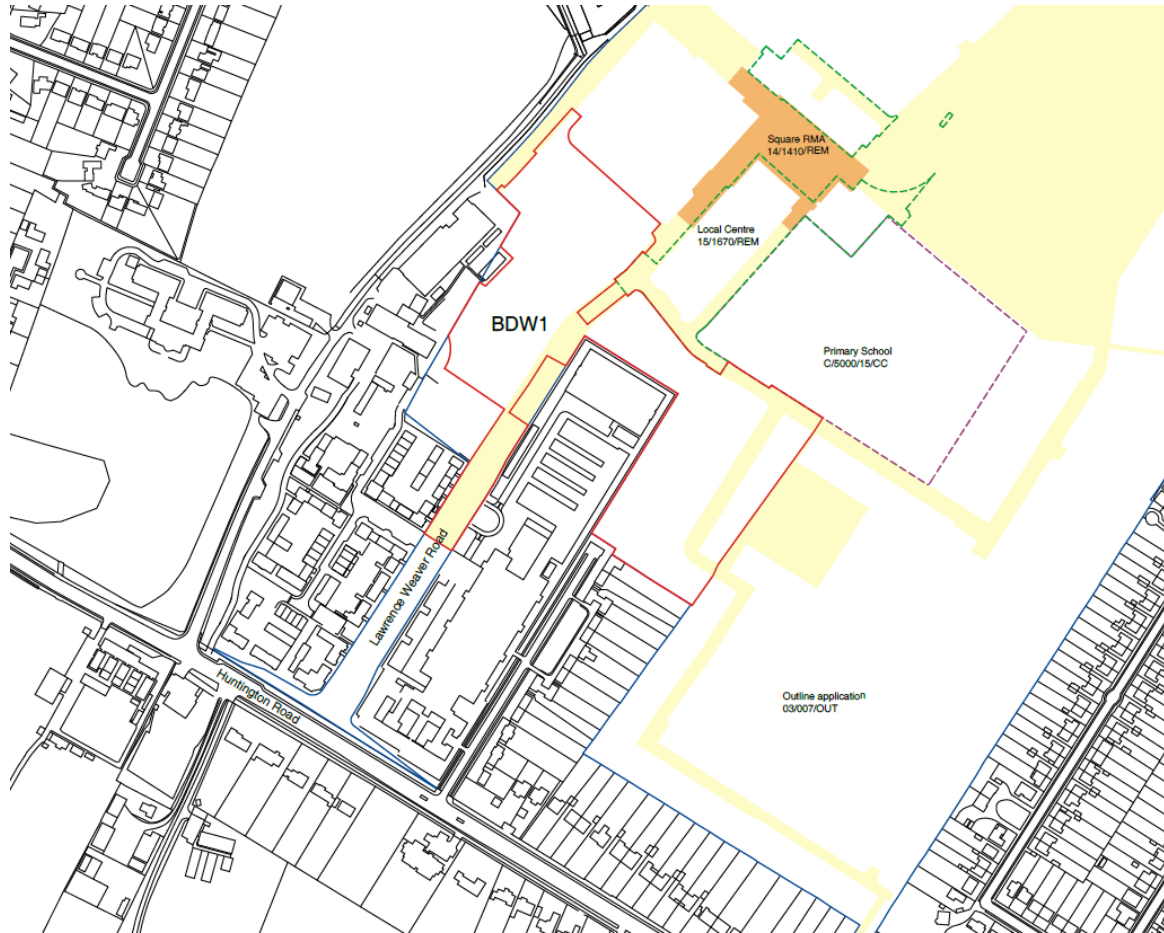 Square RMA
14/1410/REM
Local Centre
15/1670/REM
BDW1
Primary School
C/5000/15/CC
Lawrence Weaver Road
Huntington Road
Outline application
03/007/OUT